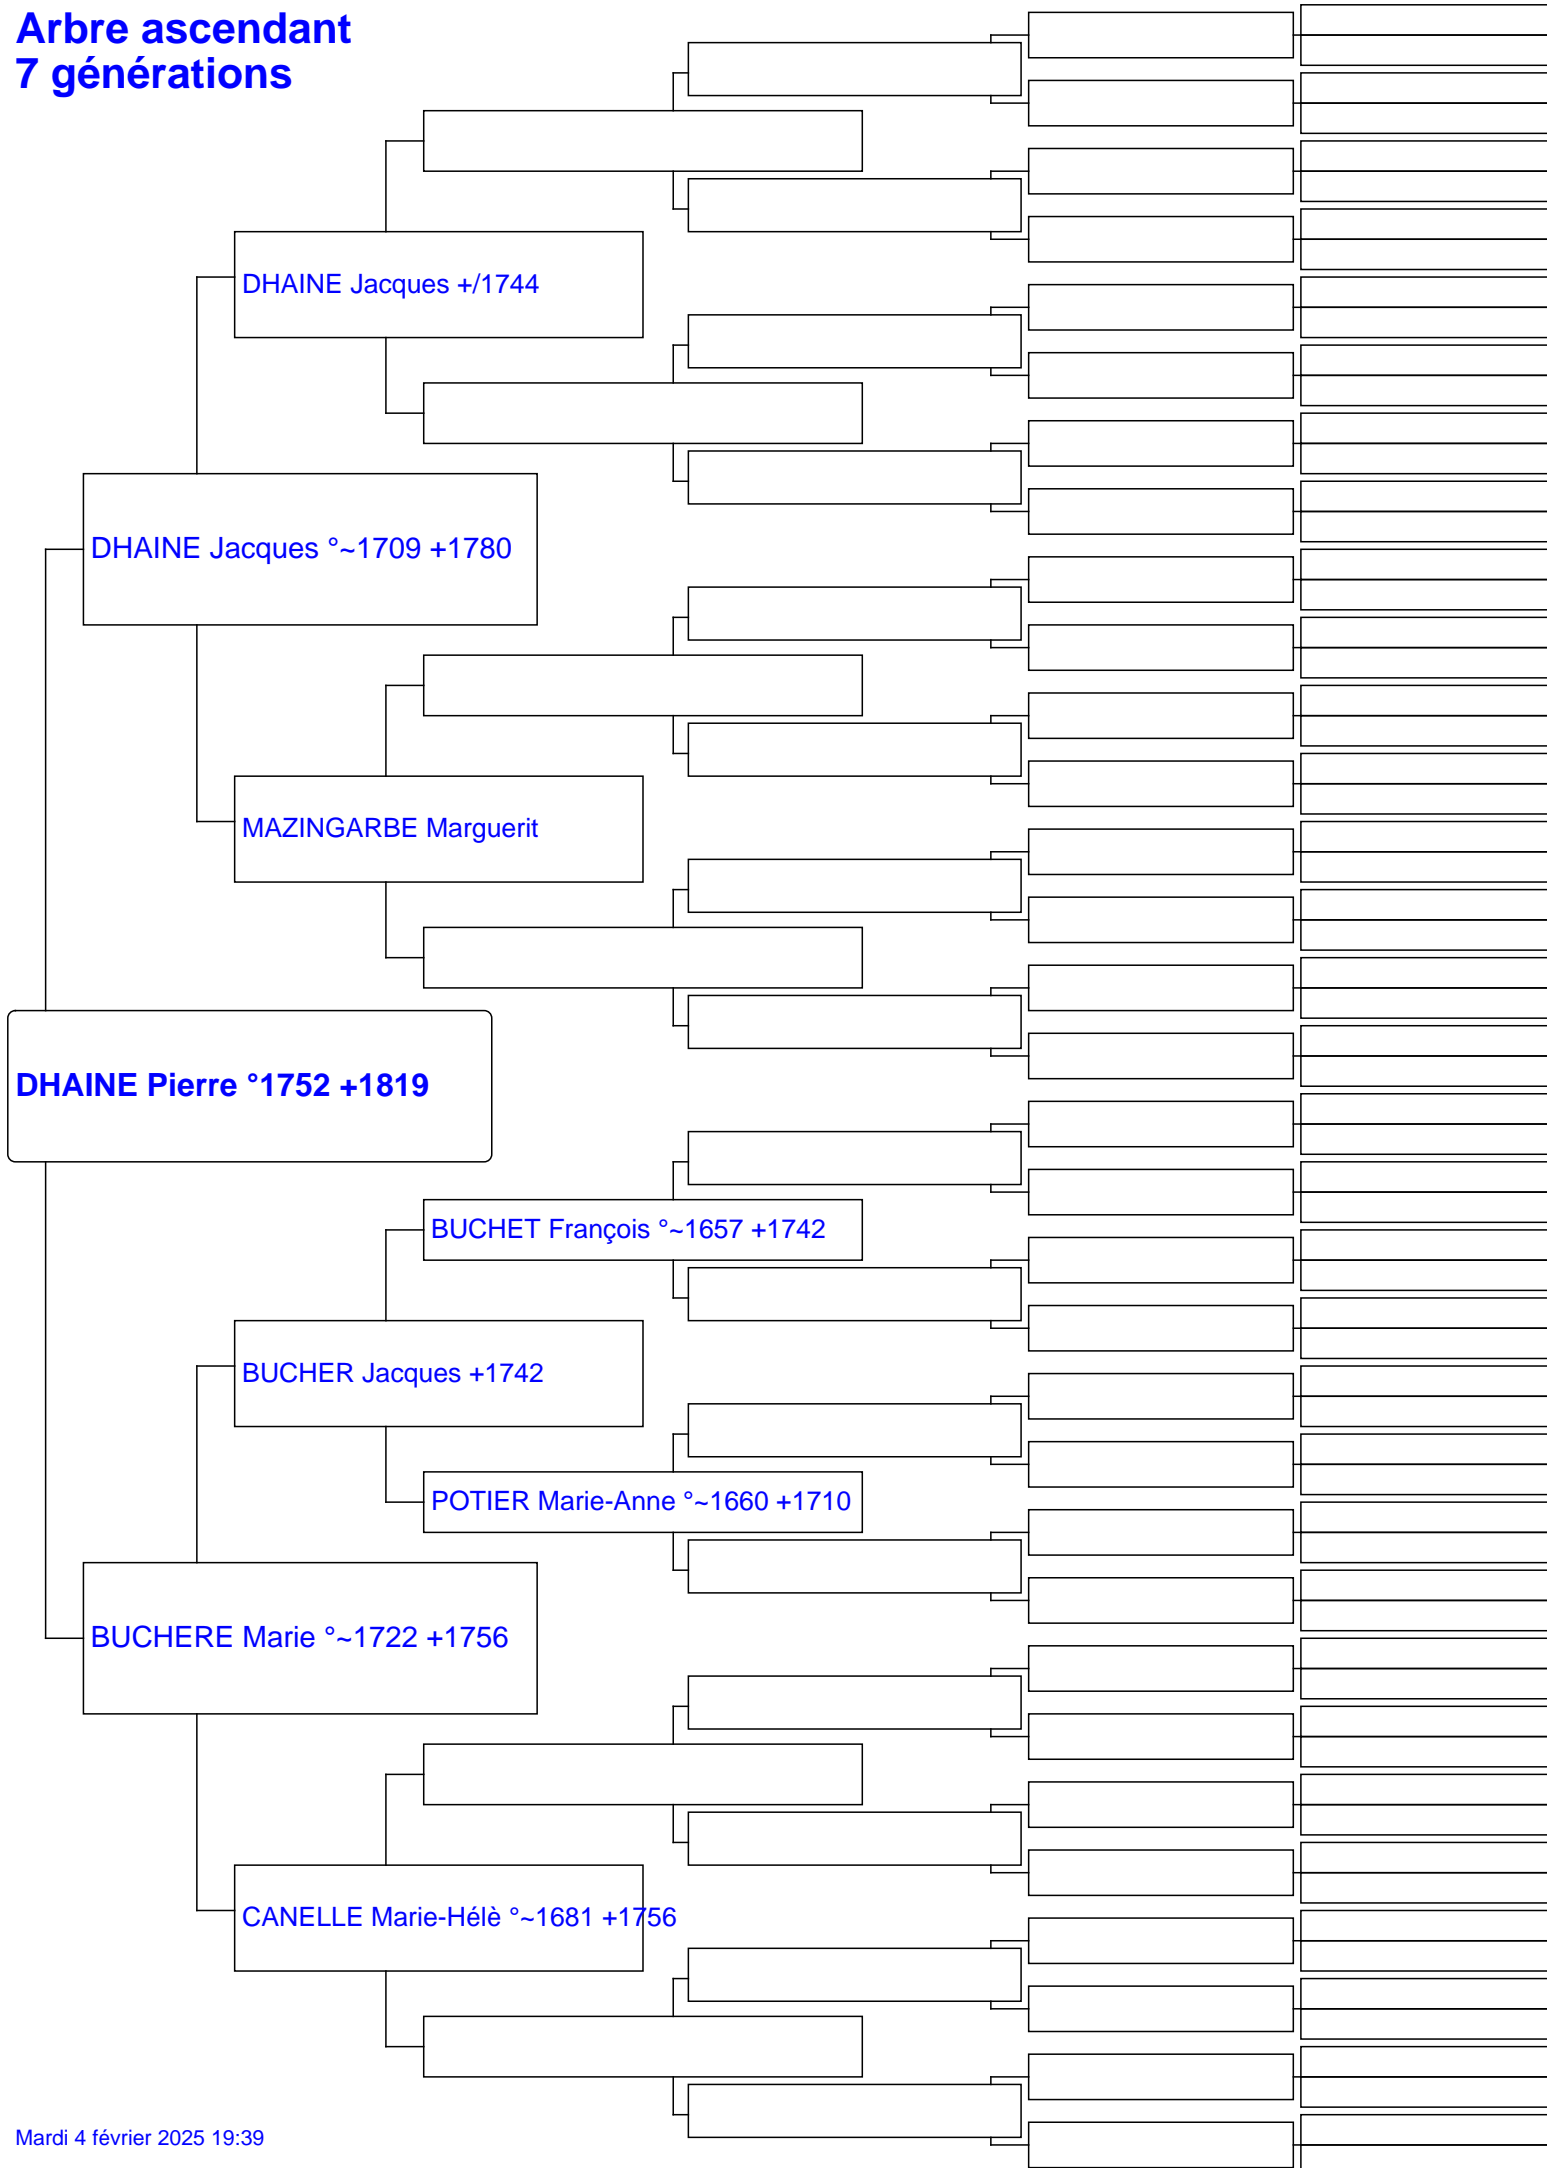 Arbre ascendant
7 générations
DHAINE Jacques +/1744
DHAINE Jacques °~1709 +1780
MAZINGARBE Marguerit
DHAINE Pierre °1752 +1819
BUCHET François °~1657 +1742
BUCHER Jacques +1742
POTIER Marie-Anne °~1660 +1710
BUCHERE Marie °~1722 +1756
CANELLE Marie-Hélè °~1681 +1756
Mardi 4 février 2025 19:39